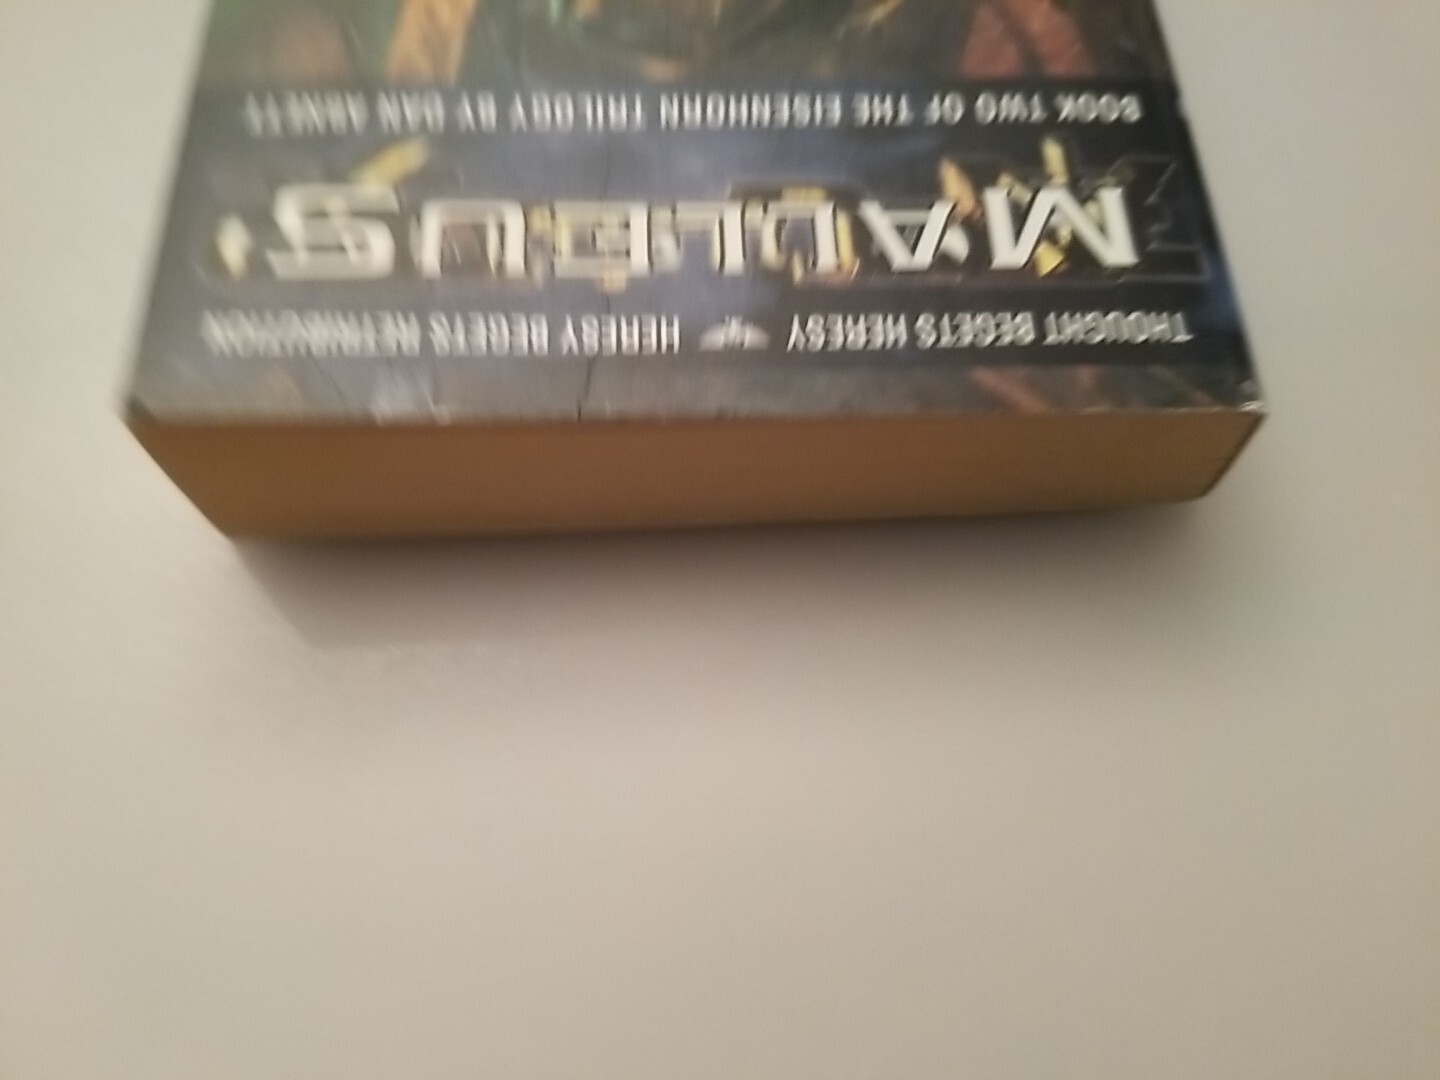 THOUGHT BEGETS HERESY HERESY BEGETS RETRIBUTION
MALLEUS
BOOK TWO OF THE EISENHORN TRILOGY BY DAN ABNETT